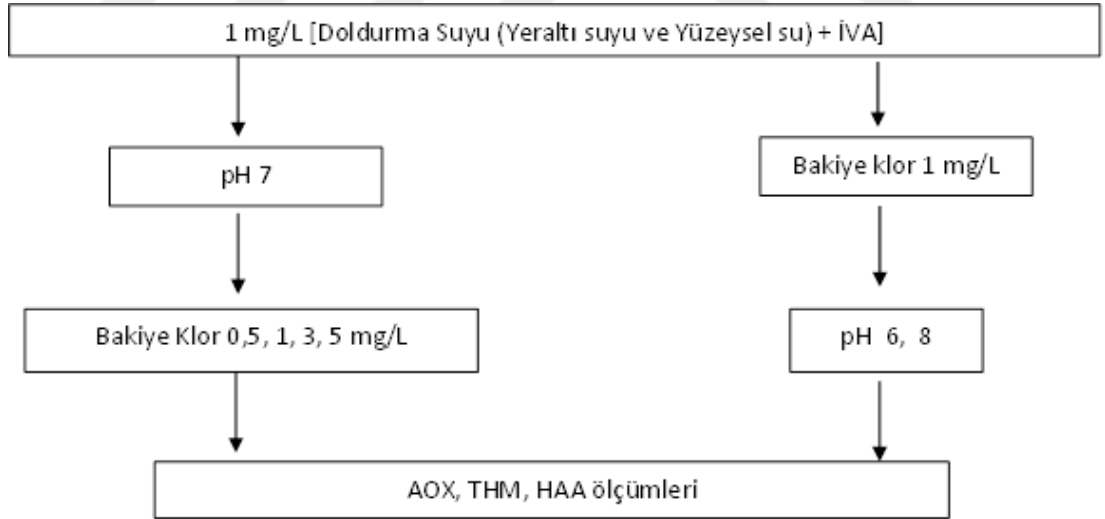 1 mg/L [Doldurma Suyu (Yeraltı suyu ve Yüzeysel su) + İVA]
pH 7
Bakiye klor 1 mg/L
Bakiye Klor 0,5, 1, 3, 5 mg/L
pH 6, 8
AOX, THM, HAA ölçümleri